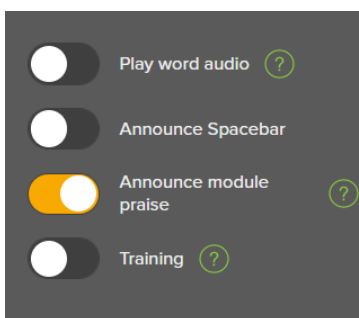 Play word audio ?
Announce Spacebar
Announce module
praise ?
Training ?